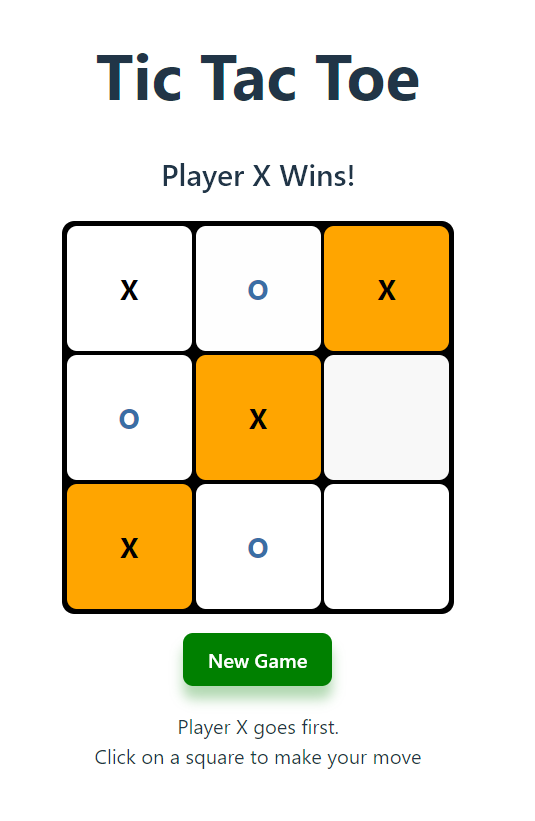 Tic Tac Toe
Player X Wins!
X O X
O X
X O
New Game
Player X goes first.
Click on a square to make your move